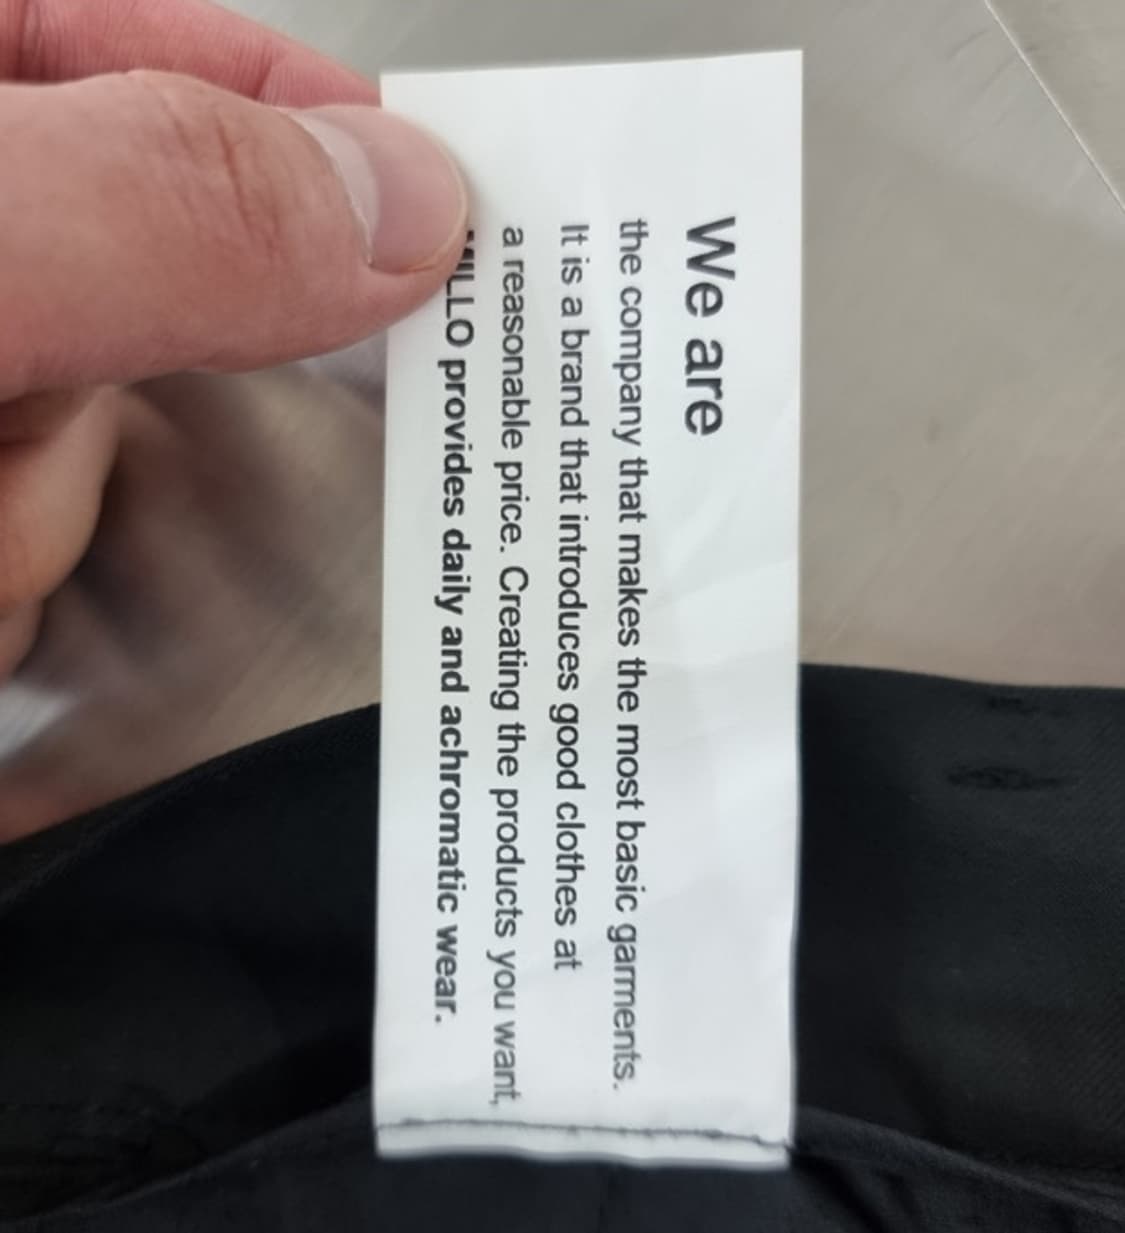 We are
the company that makes the most basic garments.
It is a brand that introduces good clothes at
a reasonable price. Creating the products you want,
provides daily and achromatic wear.